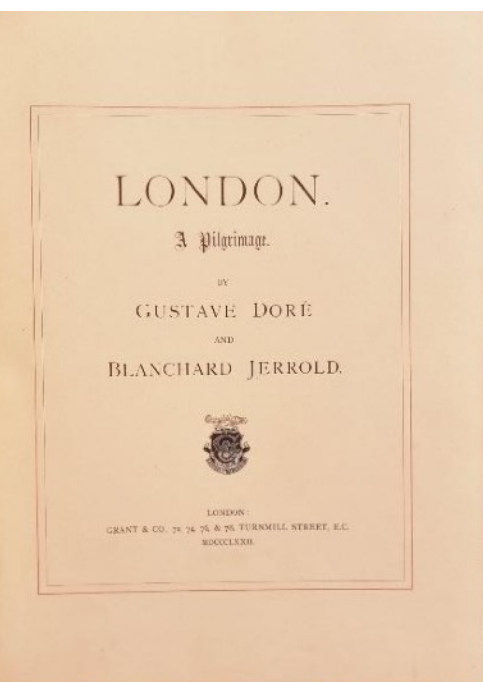 LONDON.
A Pilgrimage.
BY
GUSTAVE DORÉ
AND
BLANCHARD JERROLD.
LONDON:
GRANT & CO. 72, 74, 76, & 78, TURNMILL STREET, E.C.
MDCCCLXXII.